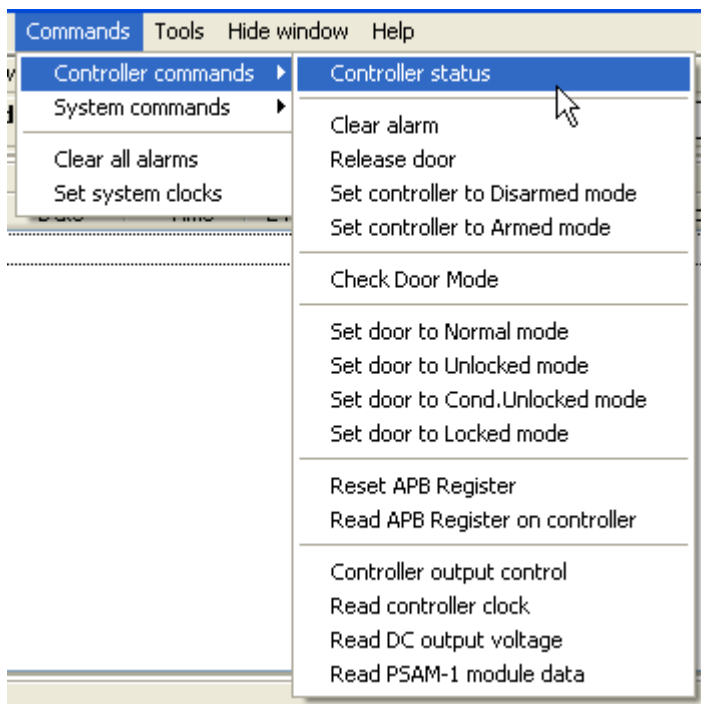 Commands Tools Hide window Help
Controller commands
System commands
Clear all alarms
Set system clocks
Controller status
Clear alarm
Release door
Set controller to Disarmed mode
Set controller to Armed mode
Check Door Mode
Set door to Normal mode
Set door to Unlocked mode
Set door to Cond.Unlocked mode
Set door to Locked mode
Reset APB Register
Read APB Register on controller
Controller output control
Read controller clock
Read DC output voltage
Read PSAM-1 module data